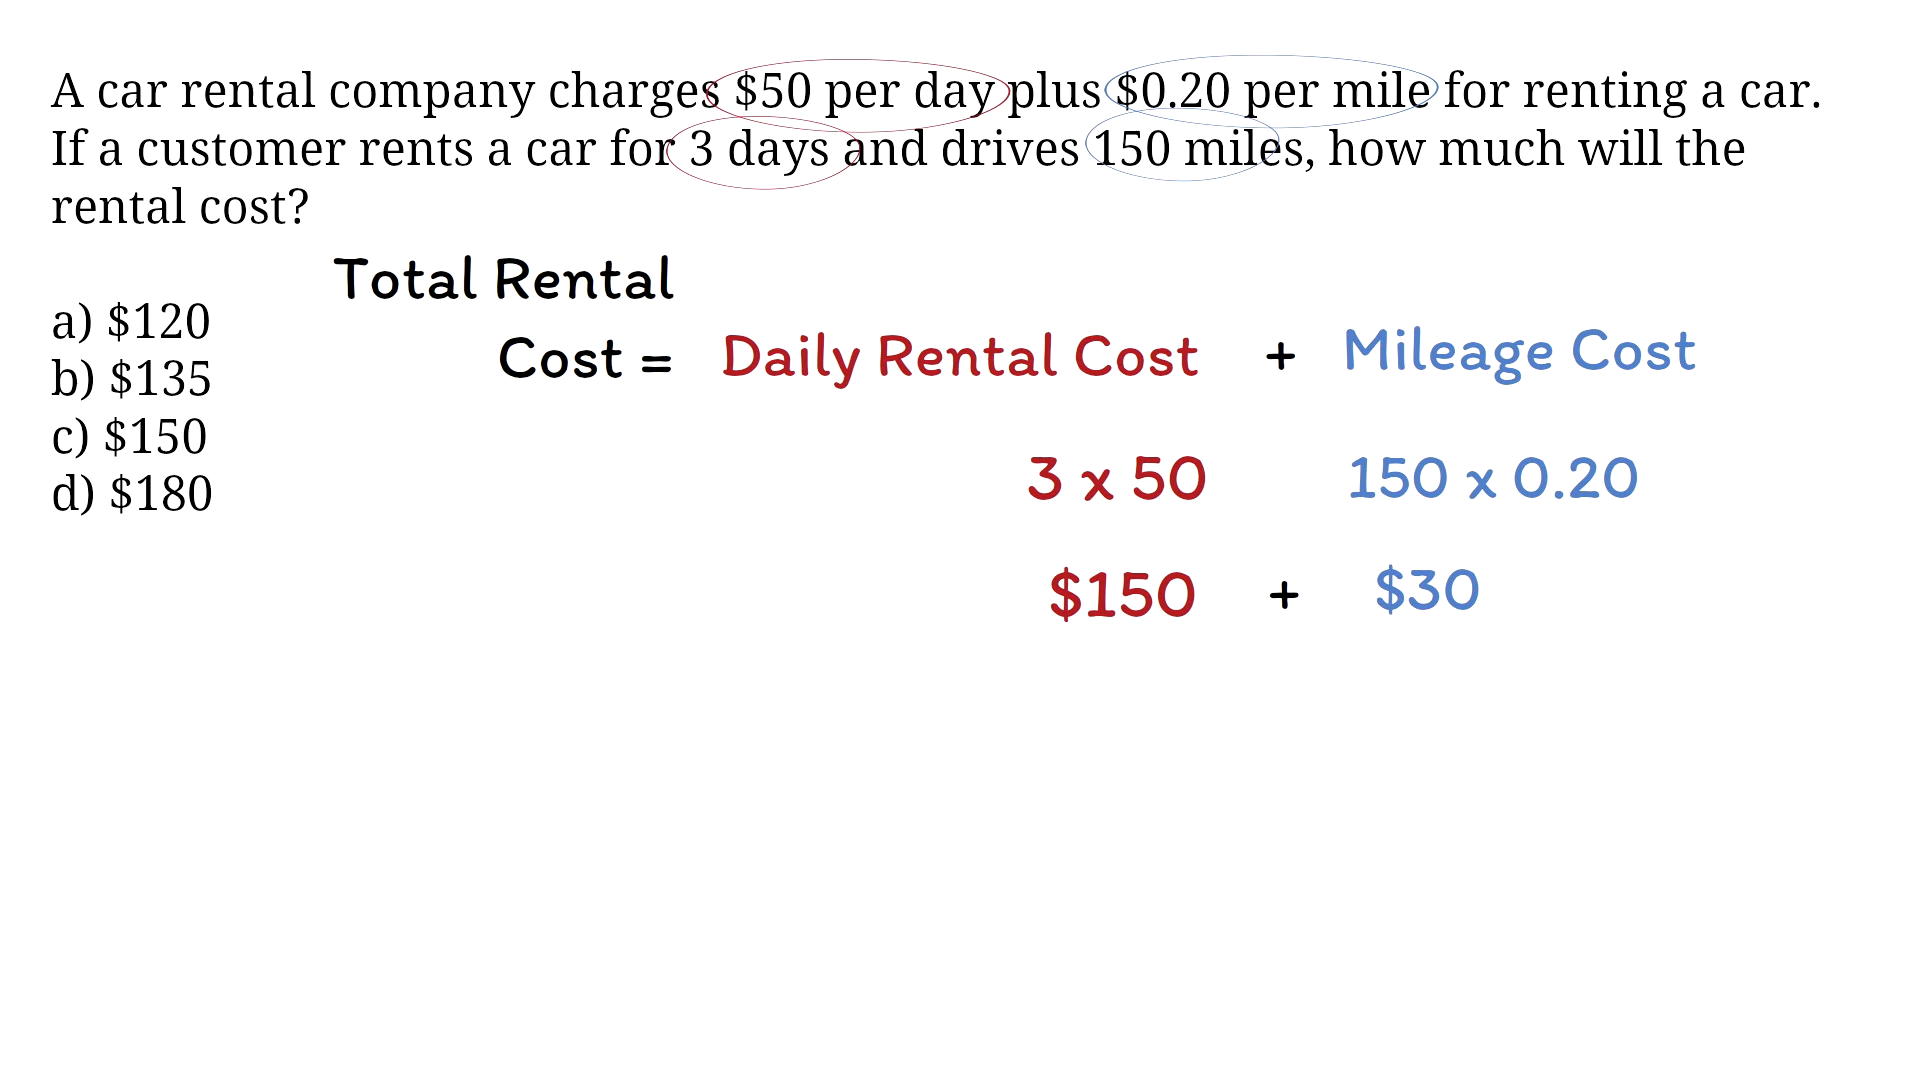 A car rental company charges $50 per day plus $0.20 per mile for renting a car.
If a customer rents a car for 3 days and drives 150 miles, how much will the
rental cost?
a) $120
b) $135
c) $150
d) $180
Total Rental
Cost = Daily Rental Cost + Mileage Cost
3 x 50 150 x 0.20
$150 + $30